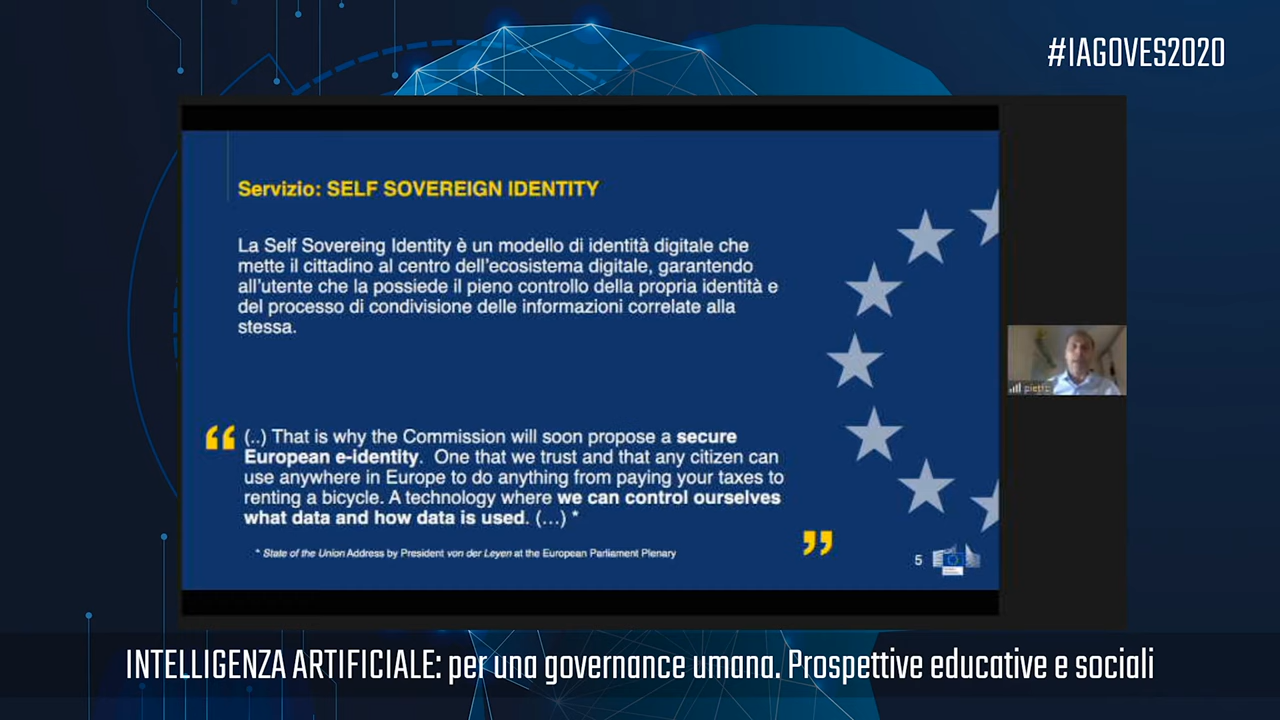 #IAGOVES2020
Servizio: SELF SOVEREIGN IDENTITY
La Self Sovereing Identity è un modello di identità digitale che
mette il cittadino al centro dell'ecosistema digitale, garantendo
all'utente che la possiede il pieno controllo della propria identità e
del processo di condivisione delle informazioni correlate alla
stessa.
“ (..) That is why the Commission will soon propose a secure
European e-identity. One that we trust and that any citizen can
use anywhere in Europe to do anything from paying your taxes to
renting a bicycle. A technology where we can control ourselves
what data and how data is used. (...) *
”
* State of the Union Address by President von der Leyen at the European Parliament Plenary
5
INTELLIGENZA ARTIFICIALE: per una governance umana. Prospettive educative e sociali